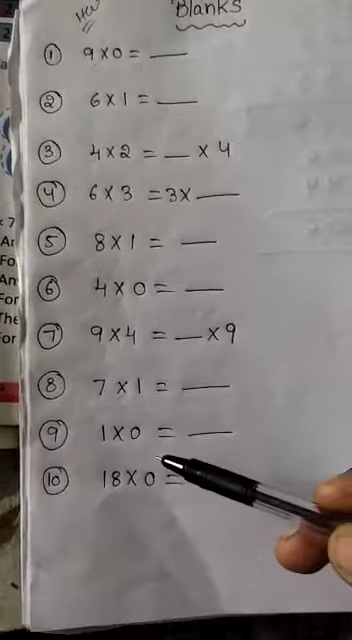 HW
Blanks
① 9 × 0 = ___
② 6 × 1 = ___
③ 4 × 2 = __ × 4
④ 6 × 3 = 3 × ___
⑤ 8 × 1 = ___
⑥ 4 × 0 = ___
⑦ 9 × 4 = __ × 9
⑧ 7 × 1 = ___
⑨ 1 × 0 = ___
⑩ 18 × 0 =